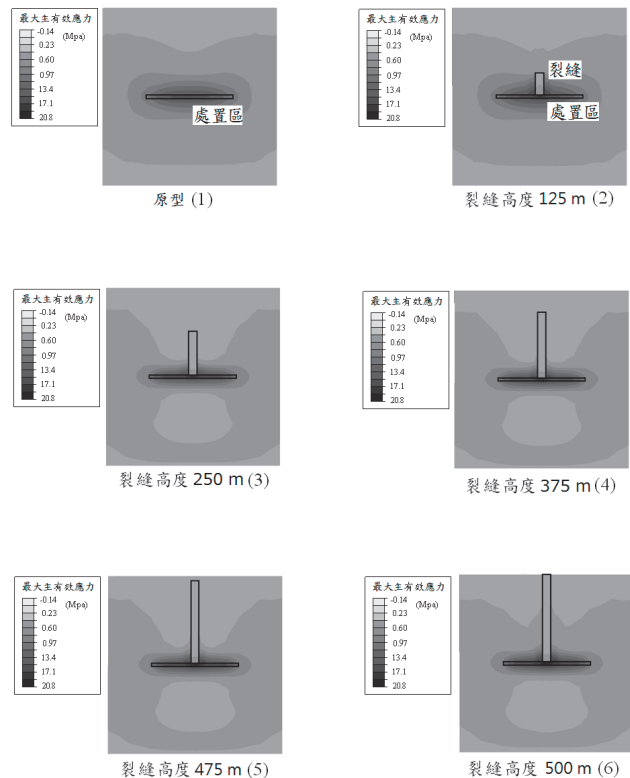 最大主有效應力
(Mpa)
-0.14
0.23
0.60
0.97
13.4
17.1
20.8
處置區
原型 (1)
最大主有效應力
(Mpa)
-0.14
0.23
0.60
0.97
13.4
17.1
20.8
裂縫
處置區
裂縫高度 125 m (2)
最大主有效應力
(Mpa)
-0.14
0.23
0.60
0.97
13.4
17.1
20.8
裂縫高度 250 m (3)
最大主有效應力
(Mpa)
-0.14
0.23
0.60
0.97
13.4
17.1
20.8
裂縫高度 375 m (4)
最大主有效應力
(Mpa)
-0.14
0.23
0.60
0.97
13.4
17.1
20.8
裂縫高度 475 m (5)
最大主有效應力
(Mpa)
-0.14
0.23
0.60
0.97
13.4
17.1
20.8
裂縫高度 500 m (6)